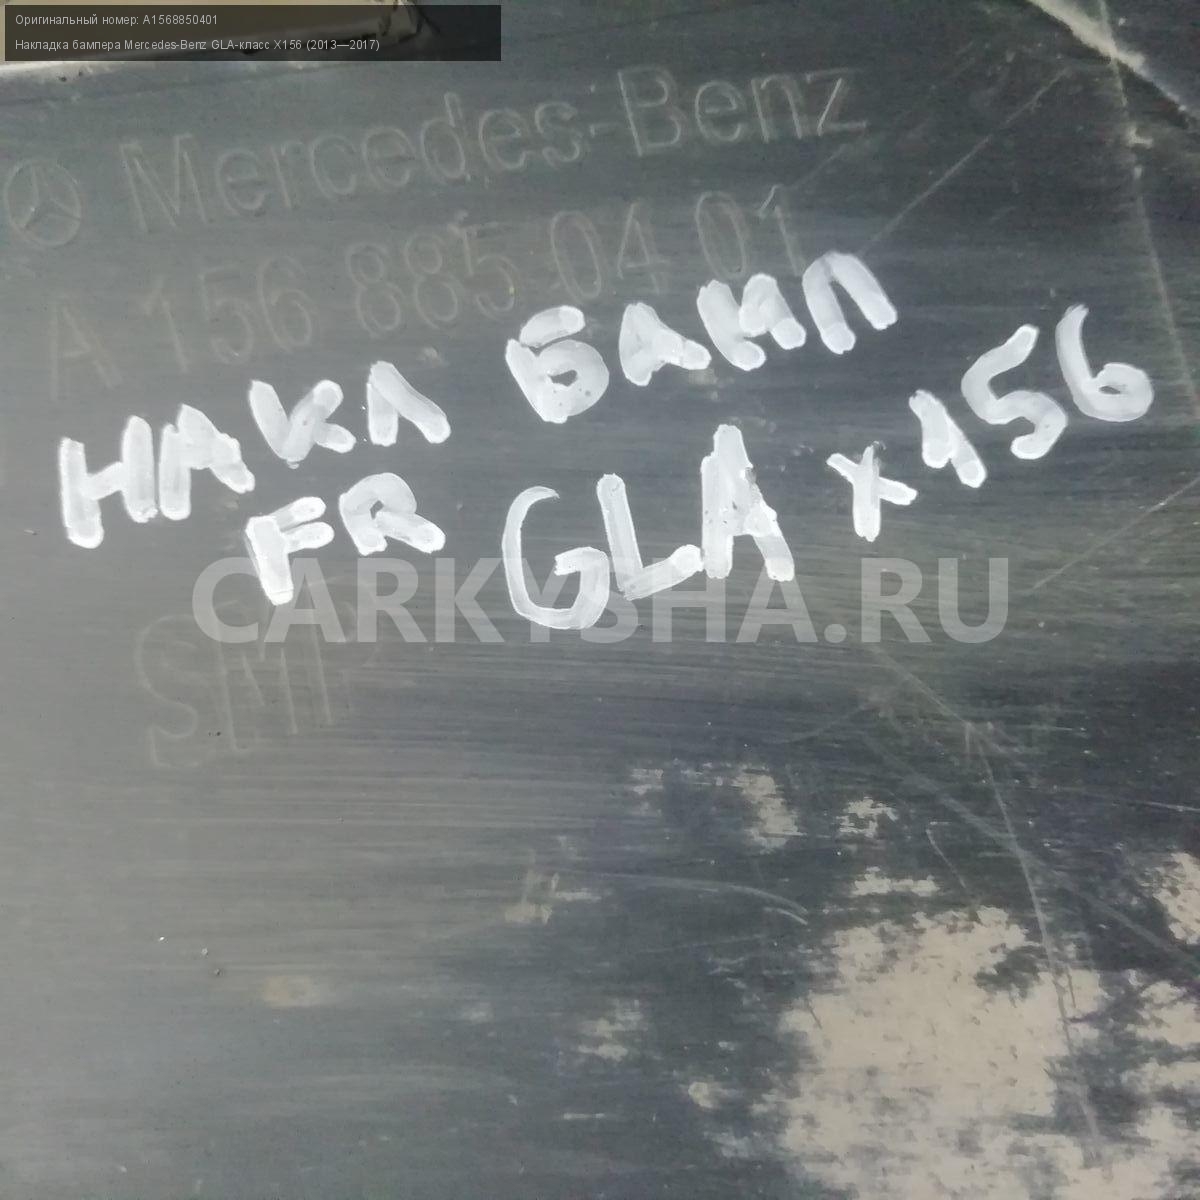 Оригинальный номер: A1568850401
Накладка бампера Mercedes-Benz GLA-класс X156 (2013—2017)
Mercedes-Benz
A 156 885 04 01
НАКЛ БАМП
FR GLA X156
CARKYSHA.RU
SMP